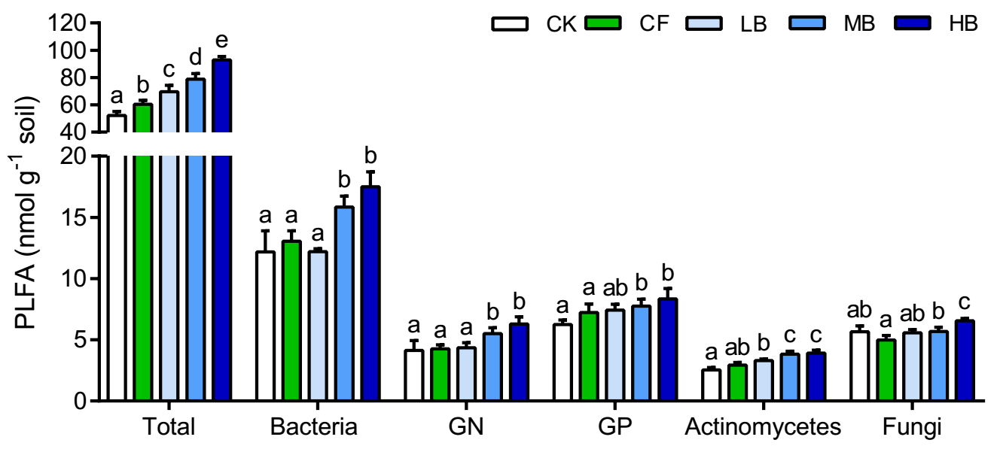 CK CF LB MB HB
PLFA (nmol g⁻¹ soil)
120
100
80
60
40
20
15
10
5
0
a b c d e
a a a b b
a a a b b
a a ab b b
a ab b c c
ab a ab b c
Total Bacteria GN GP Actinomycetes Fungi